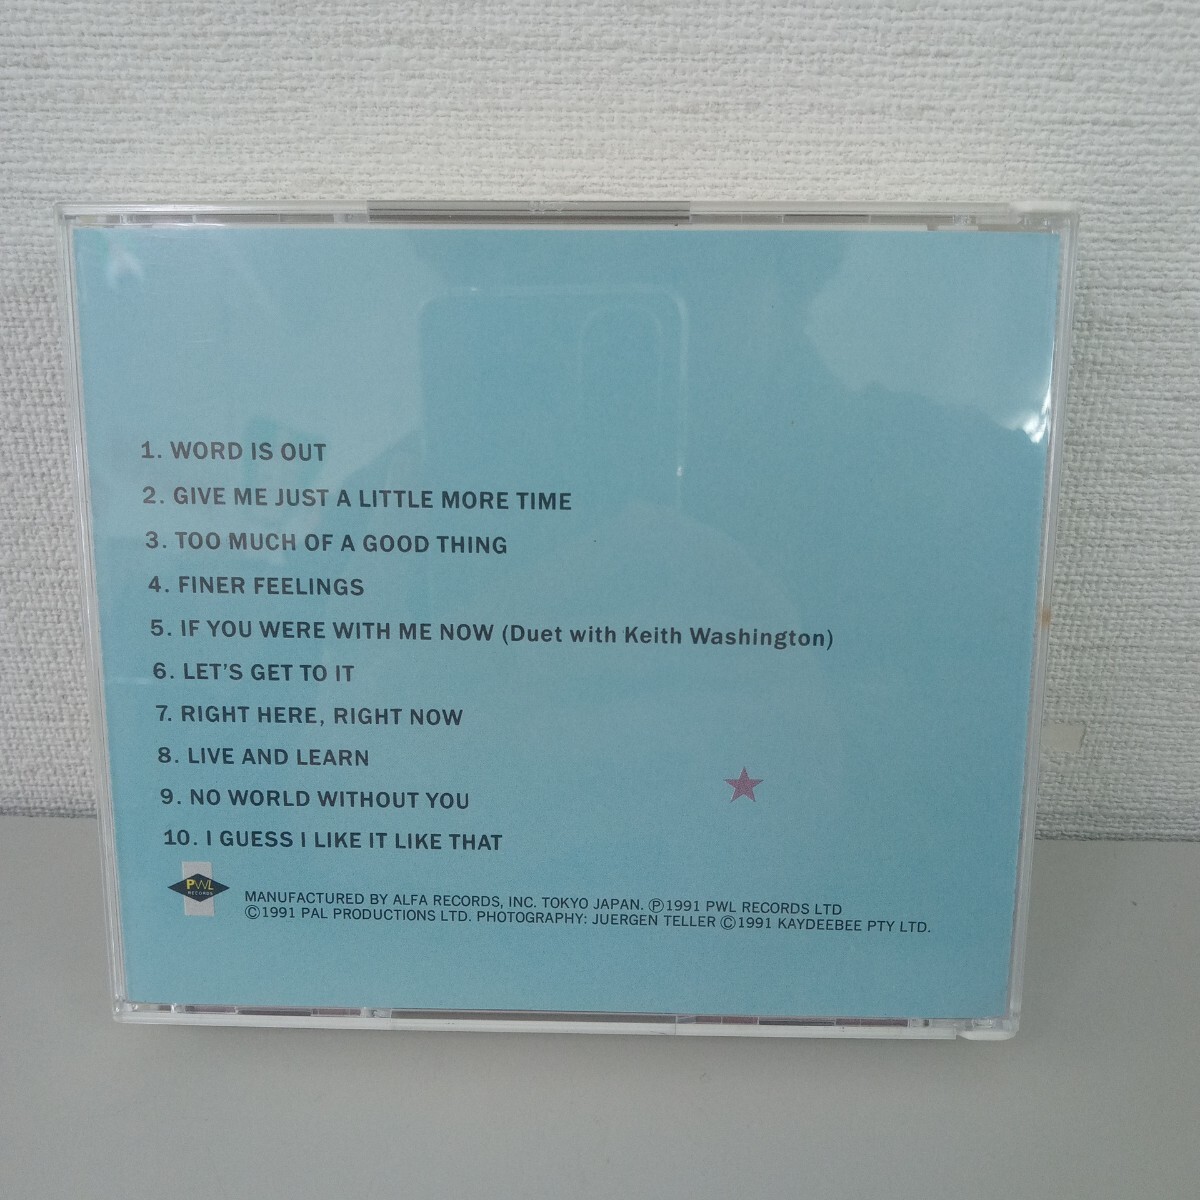 1. WORD IS OUT
2. GIVE ME JUST A LITTLE MORE TIME
3. TOO MUCH OF A GOOD THING
4. FINER FEELINGS
5. IF YOU WERE WITH ME NOW (Duet with Keith Washington)
6. LET'S GET TO IT
7. RIGHT HERE, RIGHT NOW
8. LIVE AND LEARN
9. NO WORLD WITHOUT YOU
10. I GUESS I LIKE IT LIKE THAT
PWL
RECORDS
MANUFACTURED BY ALFA RECORDS, INC. TOKYO JAPAN. Ⓟ1991 PWL RECORDS LTD
©1991 PAL PRODUCTIONS LTD. PHOTOGRAPHY: JUERGEN TELLER ©1991 KAYDEEBEE PTY LTD.